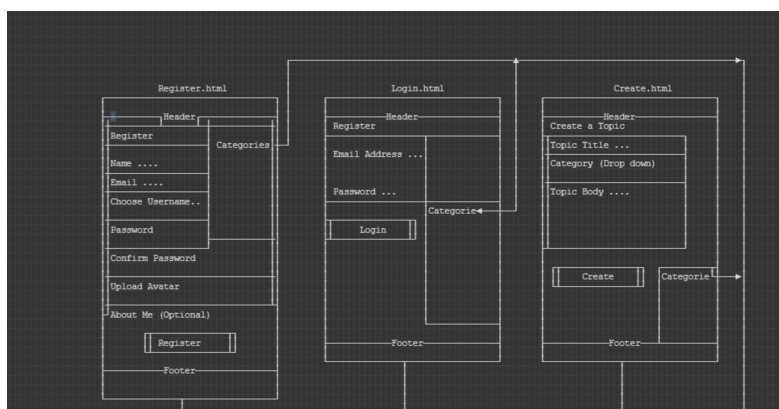 Register.html
Header
Register
Categories
Name ....
Email ....
Choose Username..
Password
Confirm Password
Upload Avatar
About Me (Optional)
Register
Footer
Login.html
Header
Register
Email Address ...
Password ...
Categorie
Login
Footer
Create.html
Header
Create a Topic
Topic Title ...
Category (Drop down)
Topic Body ....
Create
Categorie
Footer